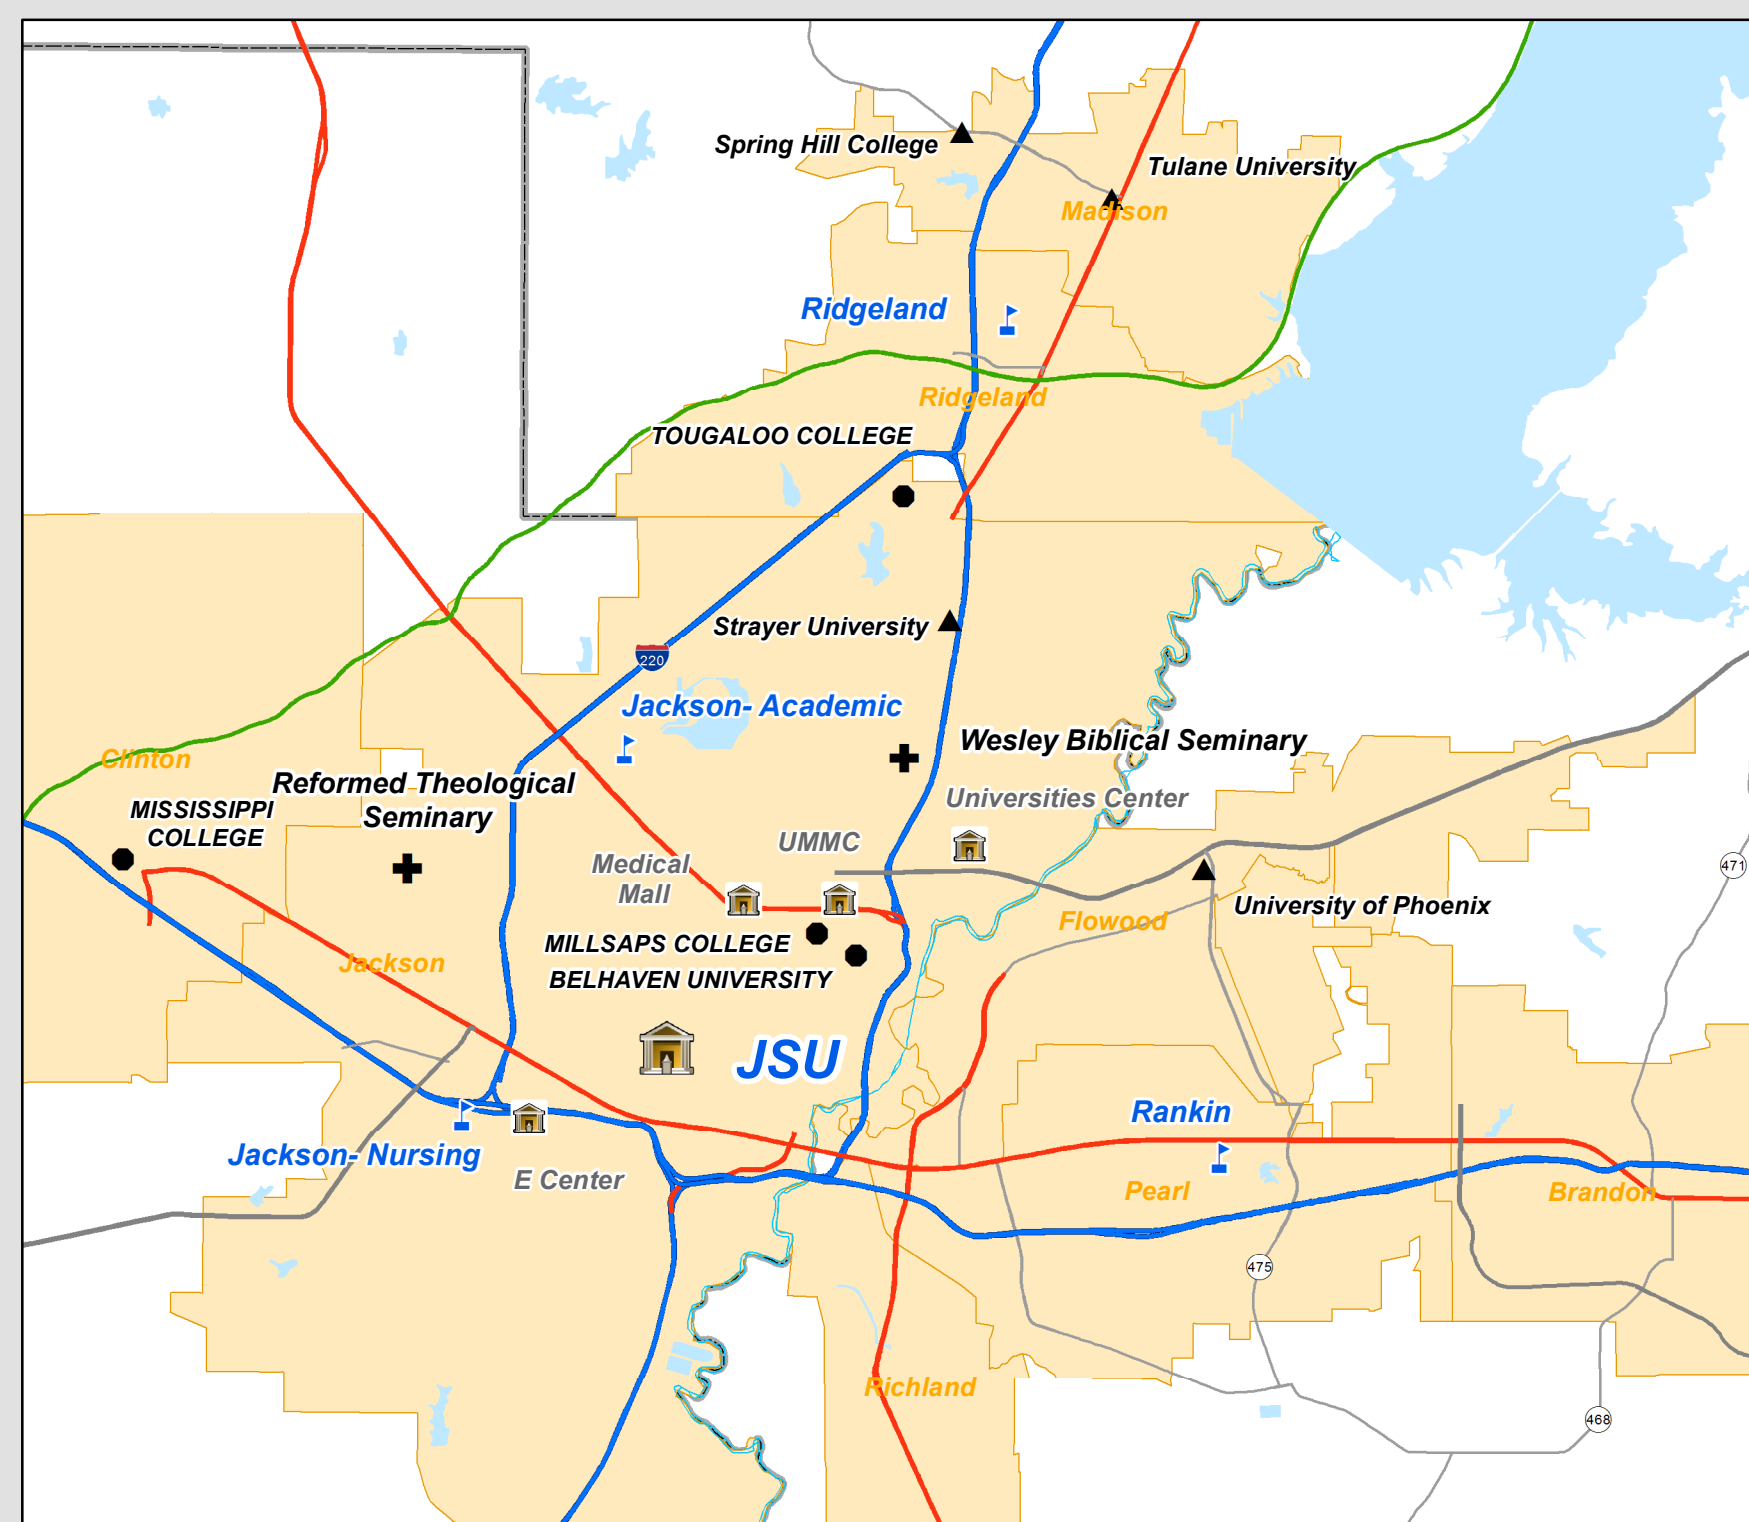 Spring Hill College
Tulane University
Madison
Ridgeland
Ridgeland
TOUGALOO COLLEGE
Strayer University
220
Jackson- Academic
Wesley Biblical Seminary
Clinton
Reformed Theological
Seminary
Universities Center
MISSISSIPPI
COLLEGE
UMMC
Medical
Mall
471
University of Phoenix
Flowood
MILLSAPS COLLEGE
Jackson
BELHAVEN UNIVERSITY
JSU
Rankin
Jackson- Nursing
E Center
Pearl
Brandon
475
Richland
468